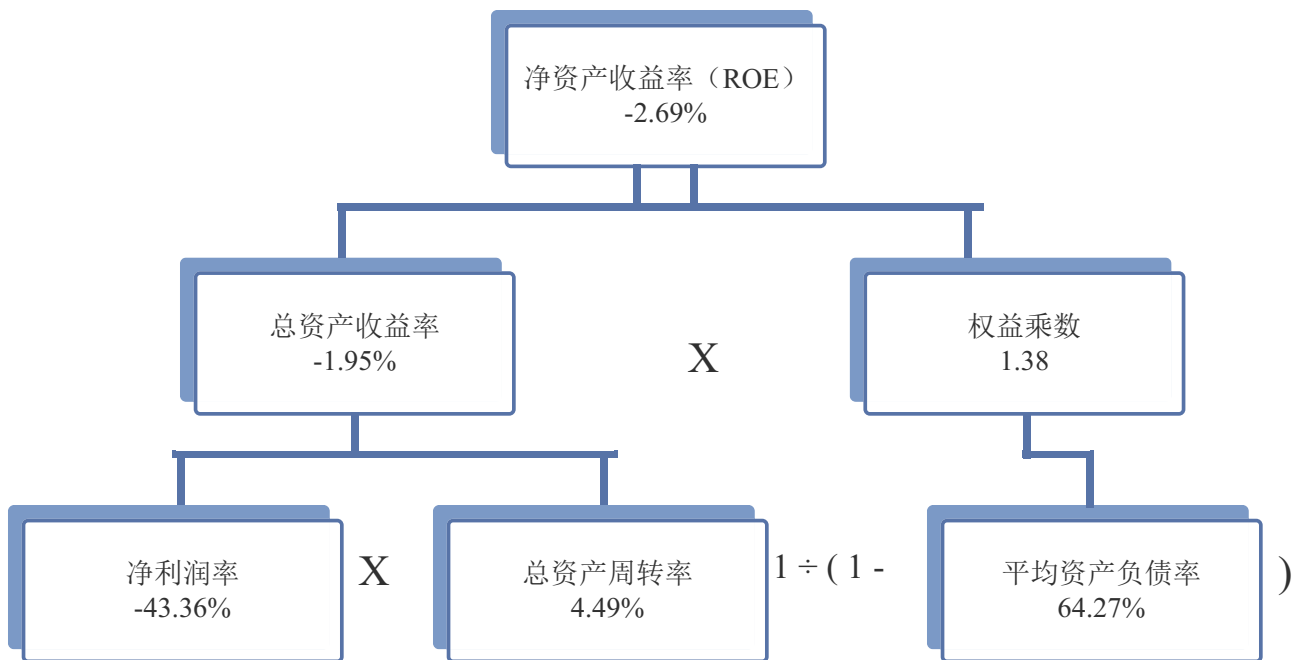 净资产收益率（ROE）
-2.69%
总资产收益率
-1.95%
X
权益乘数
1.38
净利润率
-43.36%
X
总资产周转率
4.49%
1 ÷ ( 1 -
平均资产负债率
64.27%
)